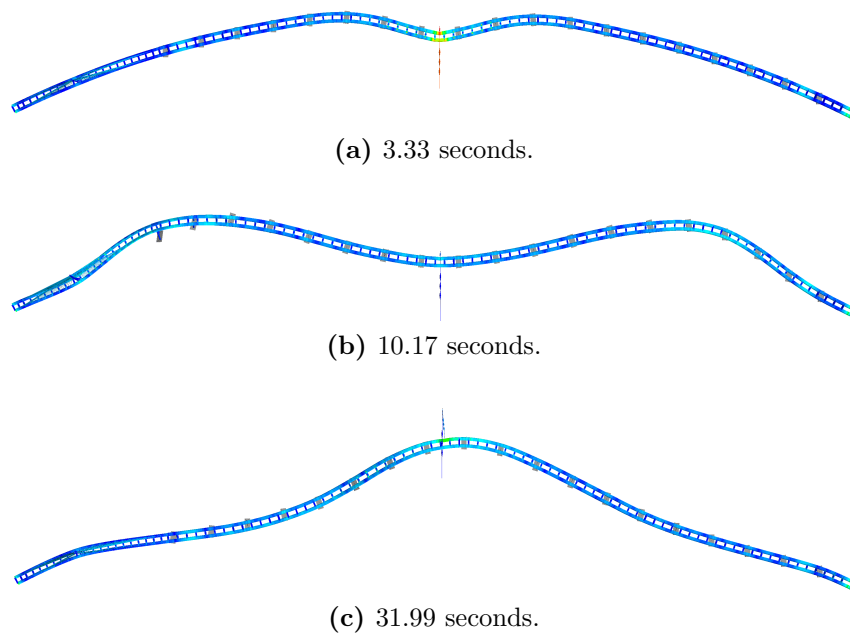 (a) 3.33 seconds.
(b) 10.17 seconds.
(c) 31.99 seconds.